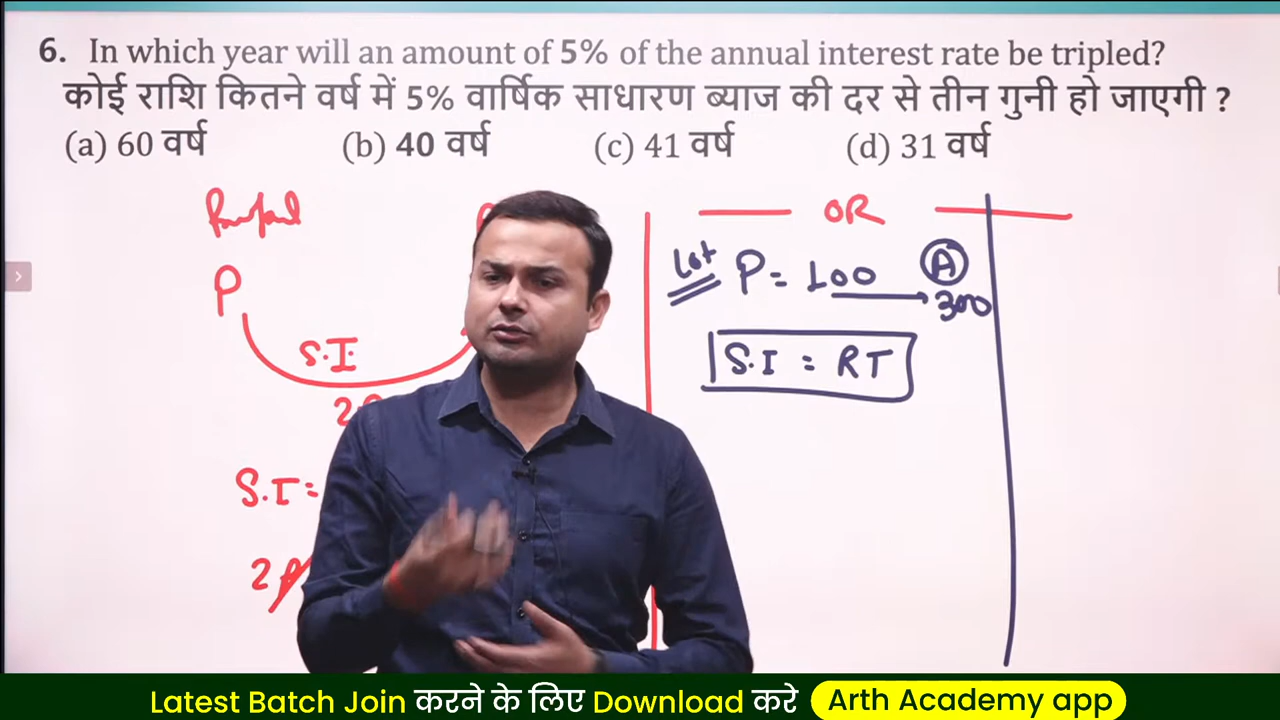 6. In which year will an amount of 5% of the annual interest rate be tripled?
कोई राशि कितने वर्ष में 5% वार्षिक साधारण ब्याज की दर से तीन गुनी हो जाएगी ?
(a) 60 वर्ष (b) 40 वर्ष (c) 41 वर्ष (d) 31 वर्ष
P
S.I.
S.I =
2P
OR
Let P = 100 A
300
S.I = RT
Latest Batch Join करने के लिए Download करे Arth Academy app